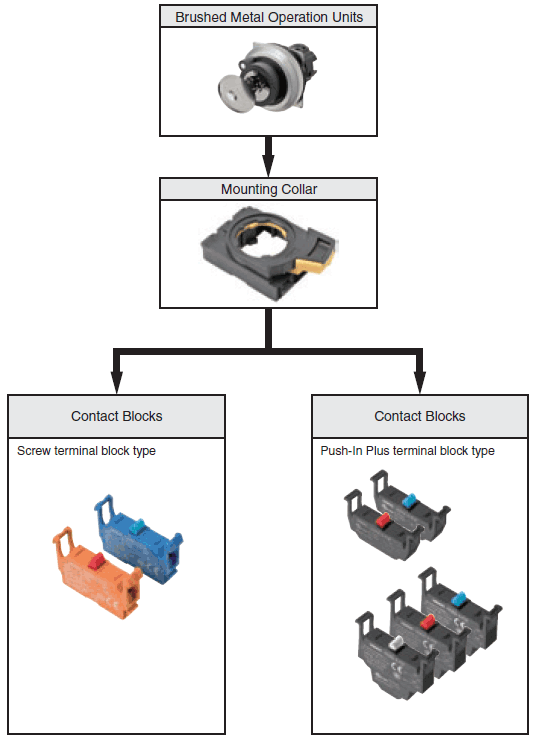 Brushed Metal Operation Units
Mounting Collar
Contact Blocks
Screw terminal block type
Contact Blocks
Push-In Plus terminal block type